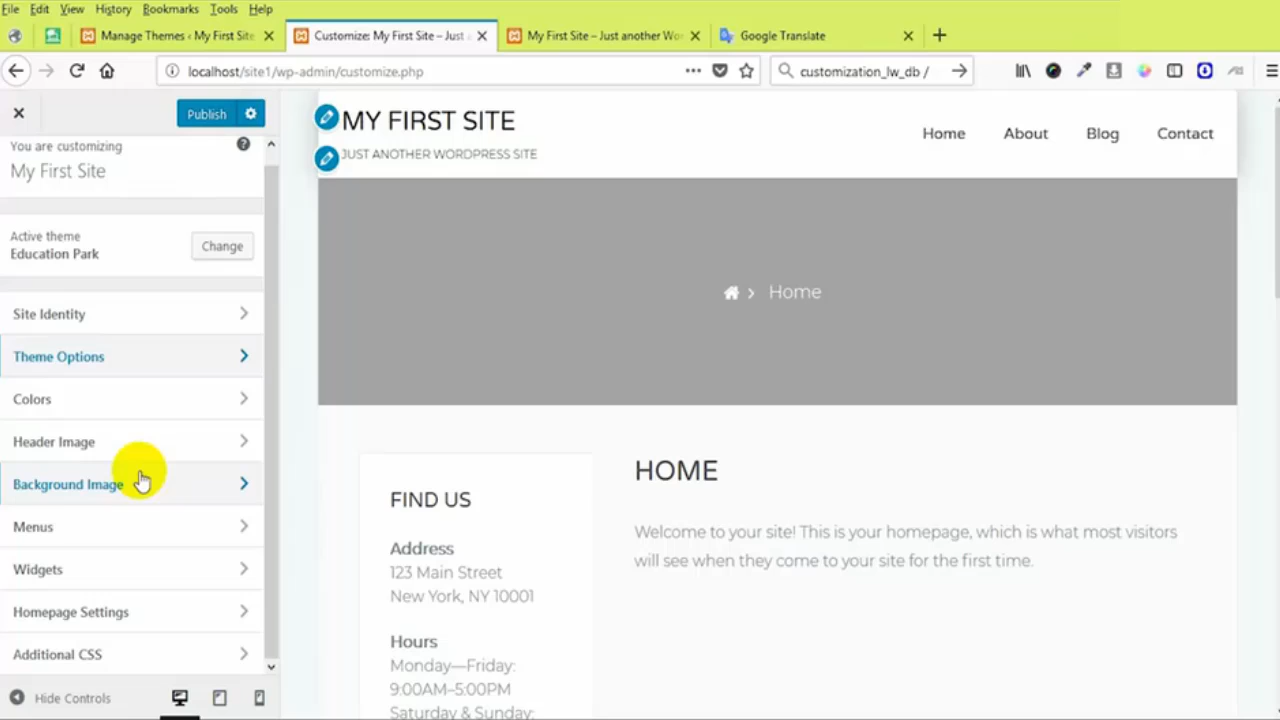 File Edit View History Bookmarks Tools Help
Manage Themes ‹ My First Site
Customize: My First Site – Just
My First Site – Just another Wo
Google Translate
localhost/site1/wp-admin/customize.php
customization_lw_db /
Publish
You are customizing
My First Site
Active theme
Education Park
Change
Site Identity
Theme Options
Colors
Header Image
Background Image
Menus
Widgets
Homepage Settings
Additional CSS
Hide Controls
MY FIRST SITE
JUST ANOTHER WORDPRESS SITE
Home About Blog Contact
Home
FIND US
Address
123 Main Street
New York, NY 10001
Hours
Monday—Friday:
9:00AM–5:00PM
Saturday & Sunday:
HOME
Welcome to your site! This is your homepage, which is what most visitors
will see when they come to your site for the first time.